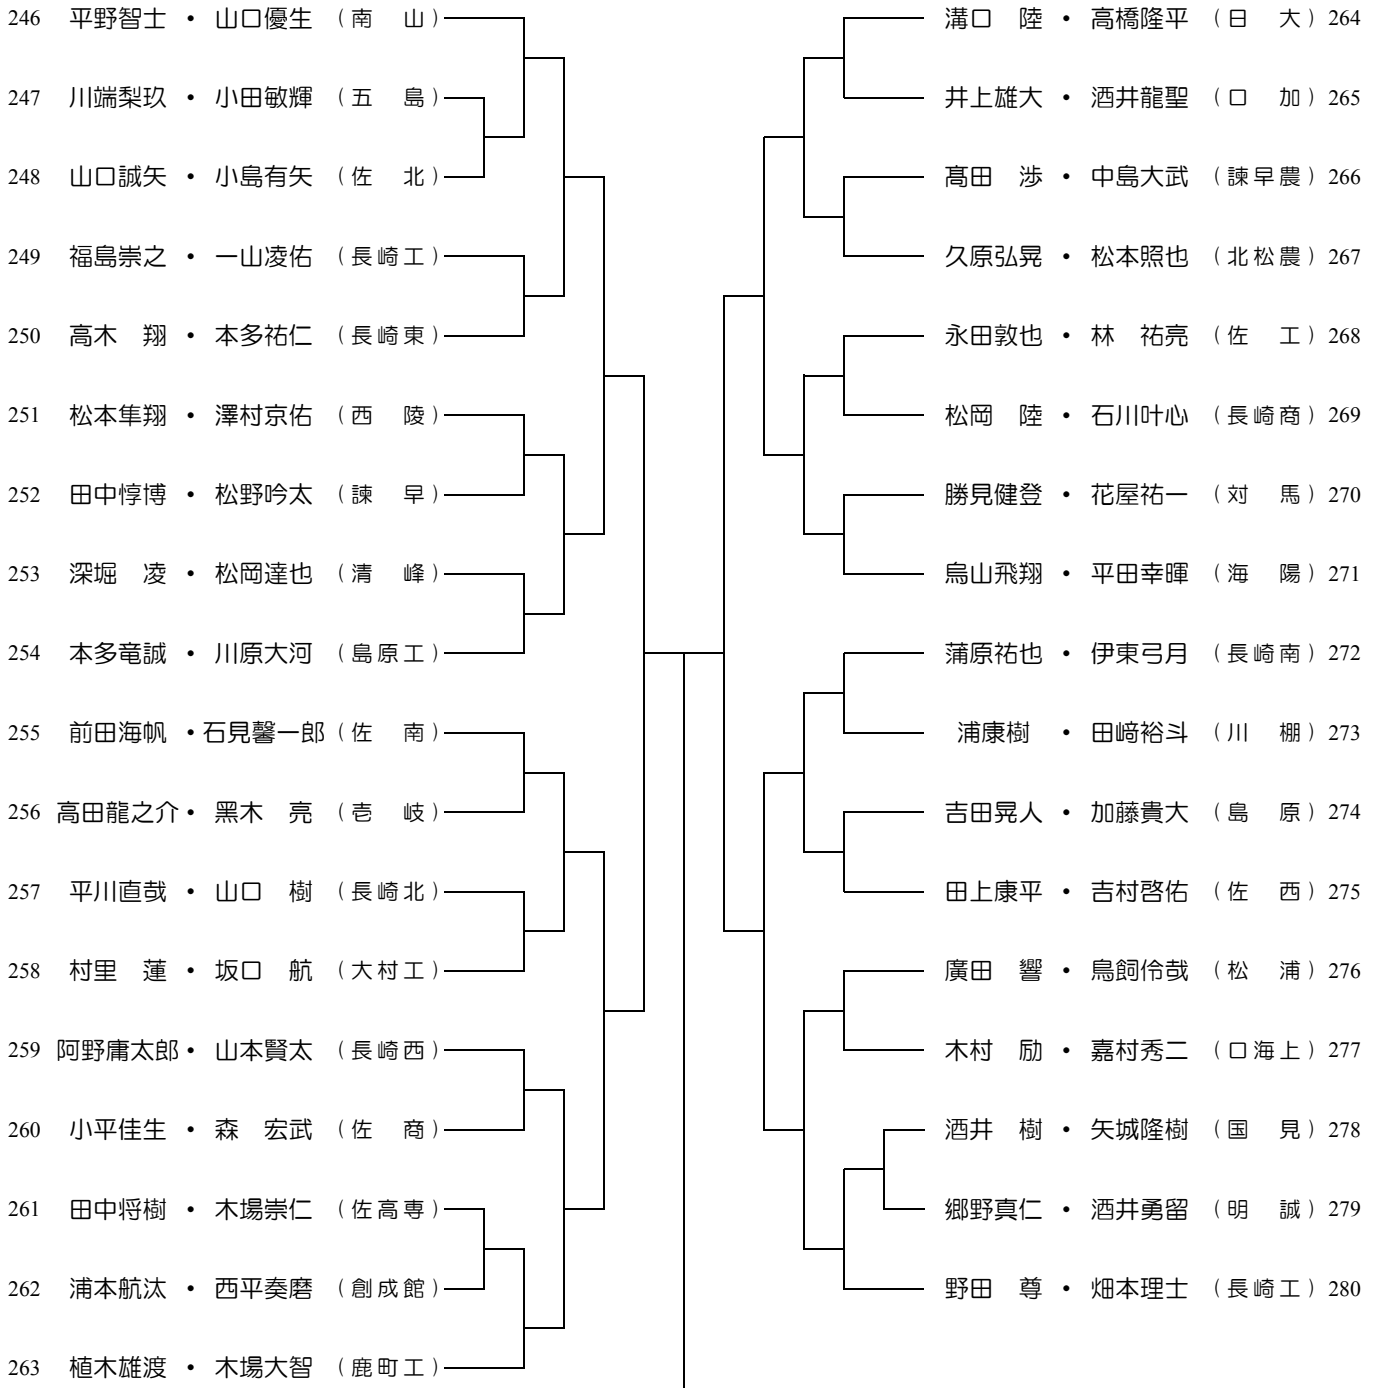 246 平野智士 ・ 山口優生 (南 山)
247 川端梨玖 ・ 小田敏輝 (五 島)
248 山口誠矢 ・ 小島有矢 (佐 北)
249 福島崇之 ・ 一山凌佑 (長崎工)
250 高木 翔 ・ 本多祐仁 (長崎東)
251 松本隼翔 ・ 澤村京佑 (西 陵)
252 田中惇博 ・ 松野吟太 (諫 早)
253 深堀 凌 ・ 松岡達也 (清 峰)
254 本多竜誠 ・ 川原大河 (島原工)
255 前田海帆 ・石見馨一郎 (佐 南)
256 高田龍之介・ 黒木 亮 (壱 岐)
257 平川直哉 ・ 山口 樹 (長崎北)
258 村里 蓮 ・ 坂口 航 (大村工)
259 阿野庸太郎・ 山本賢太 (長崎西)
260 小平佳生 ・ 森 宏武 (佐 商)
261 田中将樹 ・ 木場崇仁 (佐高専)
262 浦本航汰 ・ 西平奏磨 (創成館)
263 植木雄渡 ・ 木場大智 (鹿町工)
溝口 陸 ・ 高橋隆平 (日 大) 264
井上雄大 ・ 酒井龍聖 (口 加) 265
髙田 渉 ・ 中島大武 (諫早農) 266
久原弘晃 ・ 松本照也 (北松農) 267
永田敦也 ・ 林 祐亮 (佐 工) 268
松岡 陸 ・ 石川叶心 (長崎商) 269
勝見健登 ・ 花屋祐一 (対 馬) 270
烏山飛翔 ・ 平田幸暉 (海 陽) 271
蒲原祐也 ・ 伊東弓月 (長崎南) 272
浦康樹 ・ 田﨑裕斗 (川 棚) 273
吉田晃人 ・ 加藤貴大 (島 原) 274
田上康平 ・ 吉村啓佑 (佐 西) 275
廣田 響 ・ 鳥飼伶哉 (松 浦) 276
木村 励 ・ 嘉村秀二 (口海上) 277
酒井 樹 ・ 矢城隆樹 (国 見) 278
郷野真仁 ・ 酒井勇留 (明 誠) 279
野田 尊 ・ 畑本理士 (長崎工) 280